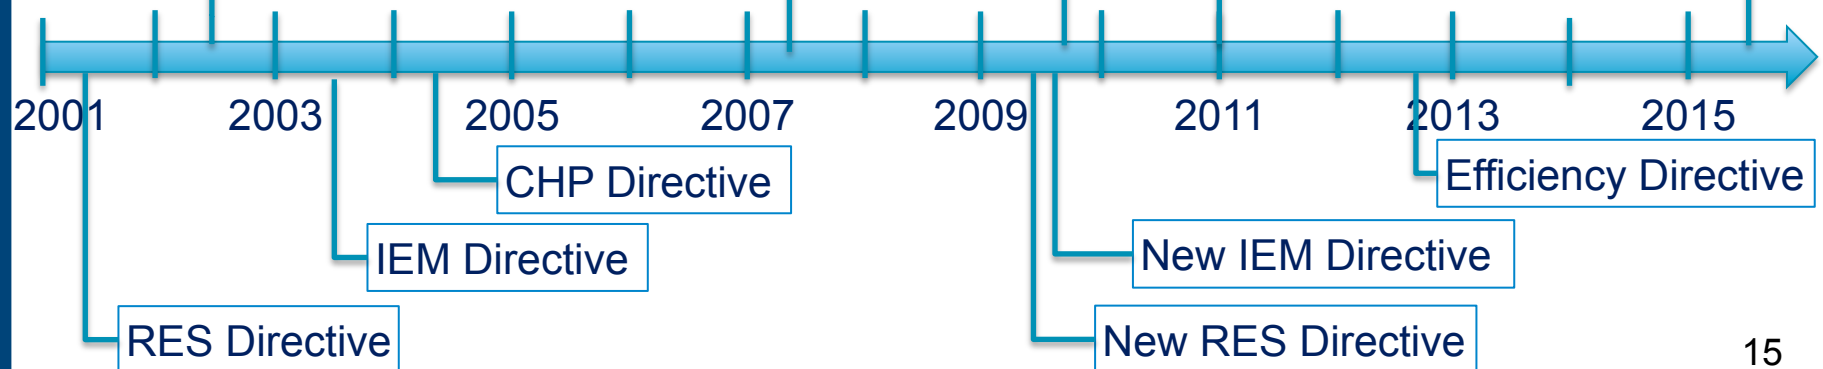 2001 2003 2005 2007 2009 2011 2013 2015
CHP Directive
Efficiency Directive
IEM Directive
New IEM Directive
RES Directive
New RES Directive
15